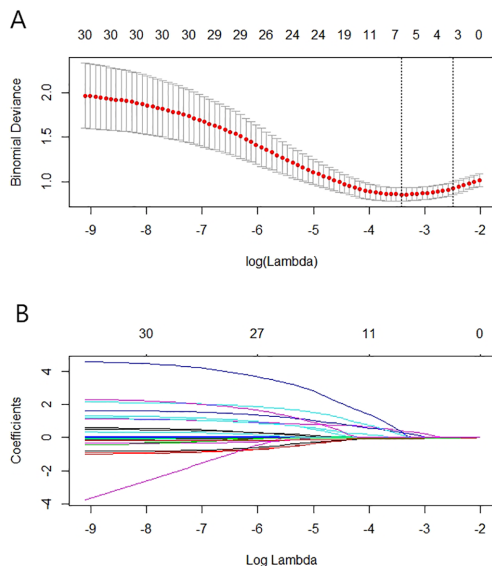 A
30 30 30 30 30 29 29 26 24 24 19 11 7 5 4 3 0
Binomial Deviance
2.0
1.5
1.0
-9 -8 -7 -6 -5 -4 -3 -2
log(Lambda)
B
30 27 11 0
Coefficients
4
2
0
-2
-4
-9 -8 -7 -6 -5 -4 -3 -2
Log Lambda